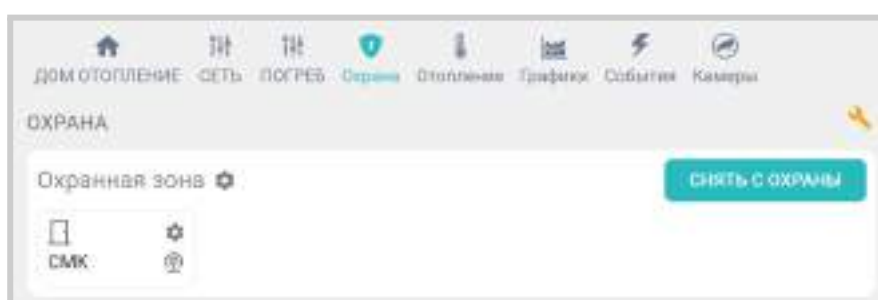 ДОМ ОТОПЛЕНИЕ СЕТЬ ПОГРЕБ Охрана Отопление Графики События Камеры
ОХРАНА
Охранная зона СНЯТЬ С ОХРАНЫ
СМК